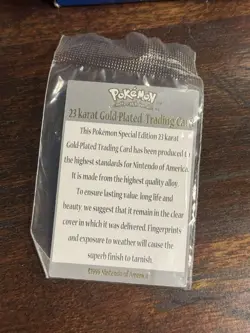 POKéMON
23 karat Gold-Plated Trading Car
This Pokemon Special Edition 23 karat
Gold-Plated Trading Card has been produced t
the highest standards for Nintendo of America.
It is made from the highest quality alloy.
To ensure lasting value, long life and
beauty, we suggest that it remain in the clear
cover in which it was delivered. Fingerprints
and exposure to weather will cause the
superb finish to tarnish.
©1999 Nintendo of America